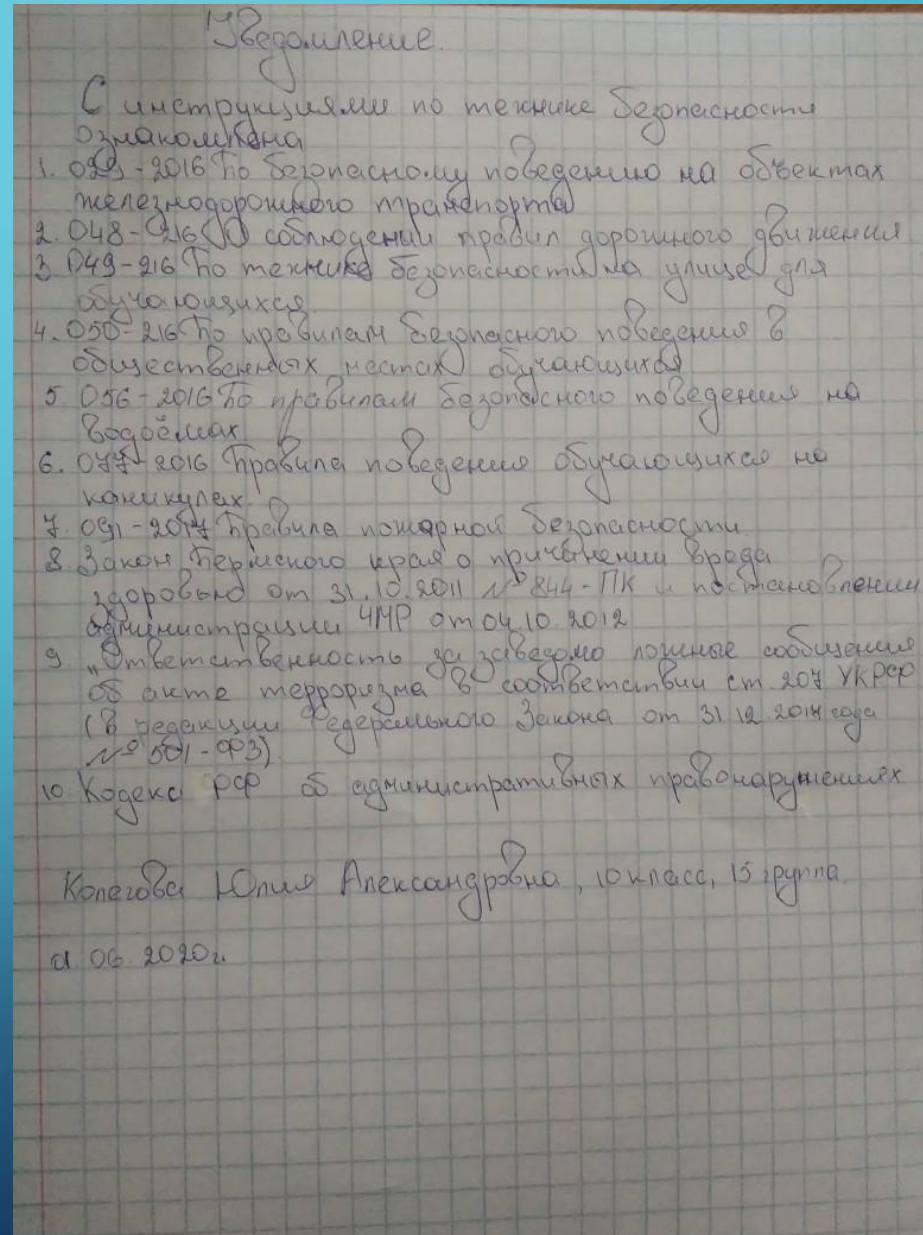 Уведомление.
С инструкциями по технике безопасности
ознакомлена
1. 029-2016 По безопасному поведению на объектах
железнодорожного транспорта
2. 048-216 О соблюдении правил дорожного движения
3 049-216 По технике безопасности на улице для
обучающихся
4. 050-216 По правилам безопасного поведения в
общественных местах обучающихся
5 056-2016 По правилам безопасного поведения на
водоёмах
6. 077-2016 Правила поведения обучающихся на
каникулах.
7. 091-2017 Правила пожарной безопасности.
8. Закон Пермского края о причинении вреда
здоровью от 31.10.2011 № 844-ПК и постановлении
администрации ЧМР от 04.10.2012
9 "Ответственность за заведомо ложные сообщения
об акте терроризма в соответствии ст. 207 УКРФ
(в редакции Федерального Закона от 31 12 2014 года
№ 501-ФЗ)
10 Кодекс РФ об административных правонарушениях
Колегова Юлия Александровна, 10 класс, 15 группа.
06. 2020г.